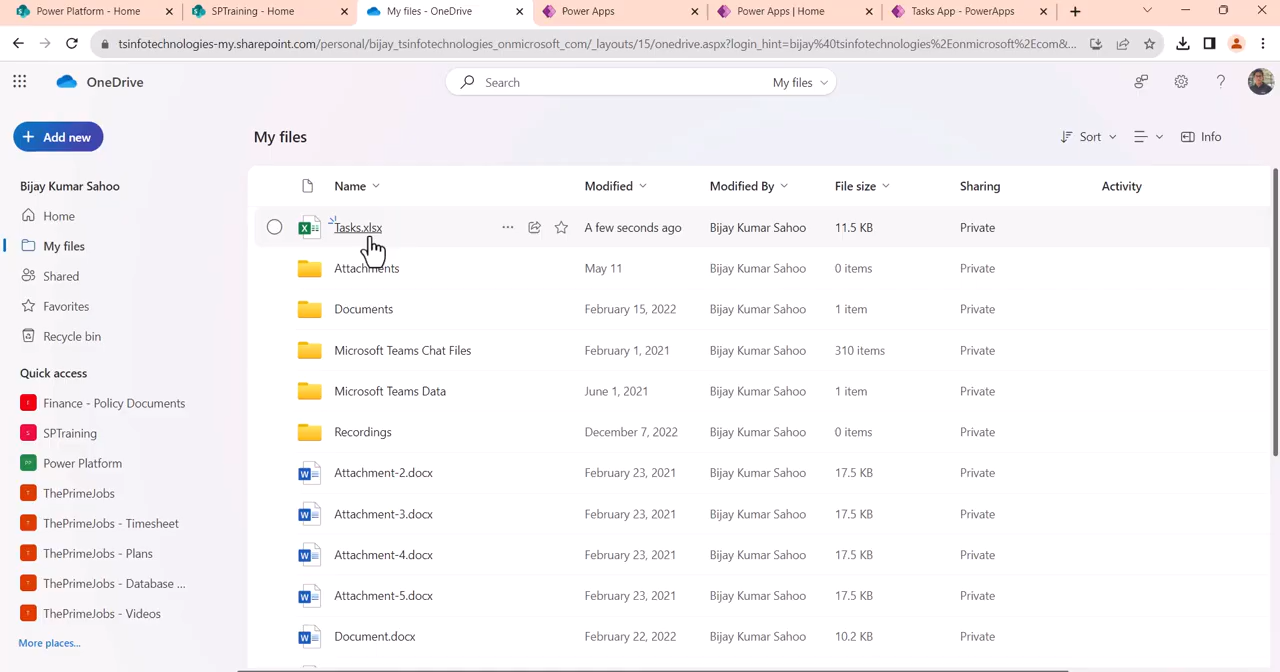 Power Platform - Home
SPTraining - Home
My files - OneDrive
Power Apps
Power Apps | Home
Tasks App - PowerApps
tsinfotechnologies-my.sharepoint.com/personal/bijay_tsinfotechnologies_onmicrosoft_com/_layouts/15/onedrive.aspx?login_hint=bijay%40tsinfotechnologies%2Eonmicrosoft%2Ecom&...
OneDrive
Search
My files
Add new
My files
Sort
Info
Bijay Kumar Sahoo
Home
My files
Shared
Favorites
Recycle bin
Quick access
Finance - Policy Documents
SPTraining
Power Platform
ThePrimeJobs
ThePrimeJobs - Timesheet
ThePrimeJobs - Plans
ThePrimeJobs - Database ...
ThePrimeJobs - Videos
More places...
Name Modified Modified By File size Sharing Activity
Tasks.xlsx A few seconds ago Bijay Kumar Sahoo 11.5 KB Private
Attachments May 11 Bijay Kumar Sahoo 0 items Private
Documents February 15, 2022 Bijay Kumar Sahoo 1 item Private
Microsoft Teams Chat Files February 1, 2021 Bijay Kumar Sahoo 310 items Private
Microsoft Teams Data June 1, 2021 Bijay Kumar Sahoo 1 item Private
Recordings December 7, 2022 Bijay Kumar Sahoo 0 items Private
Attachment-2.docx February 23, 2021 Bijay Kumar Sahoo 17.5 KB Private
Attachment-3.docx February 23, 2021 Bijay Kumar Sahoo 17.5 KB Private
Attachment-4.docx February 23, 2021 Bijay Kumar Sahoo 17.5 KB Private
Attachment-5.docx February 23, 2021 Bijay Kumar Sahoo 17.5 KB Private
Document.docx February 22, 2022 Bijay Kumar Sahoo 10.2 KB Private